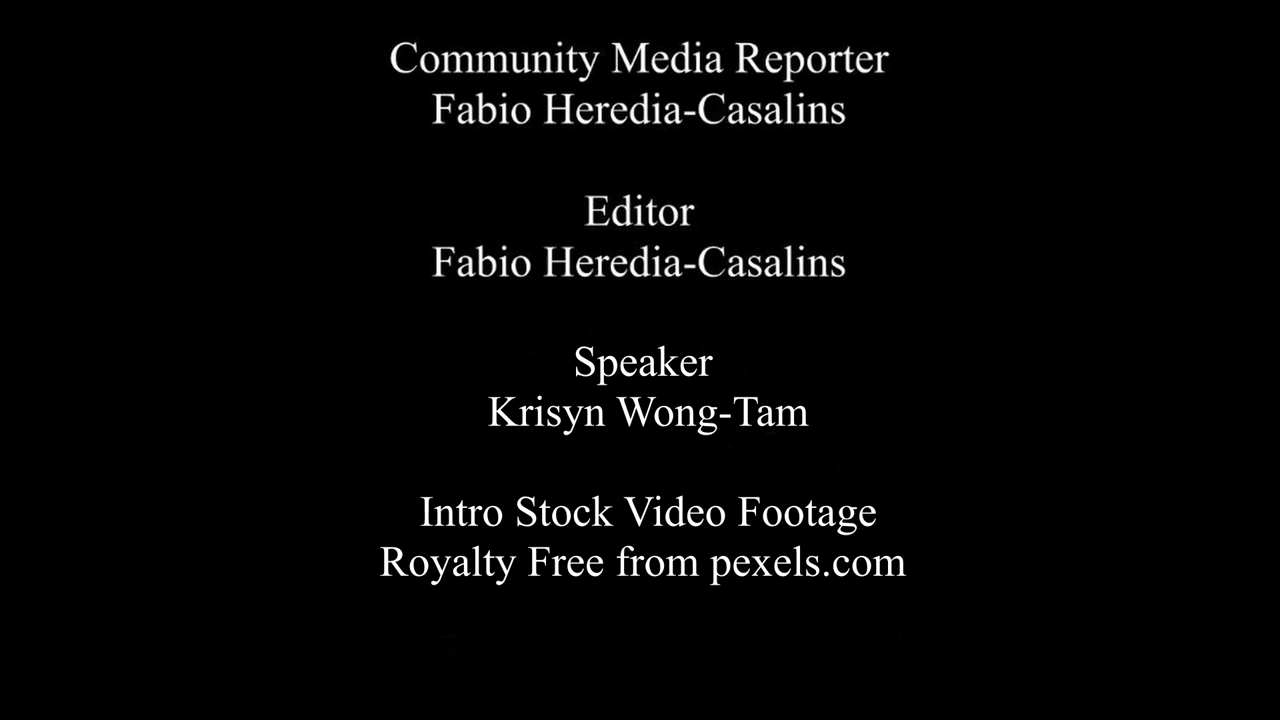 Community Media Reporter
Fabio Heredia-Casalins
Editor
Fabio Heredia-Casalins
Speaker
Krisyn Wong-Tam
Intro Stock Video Footage
Royalty Free from pexels.com